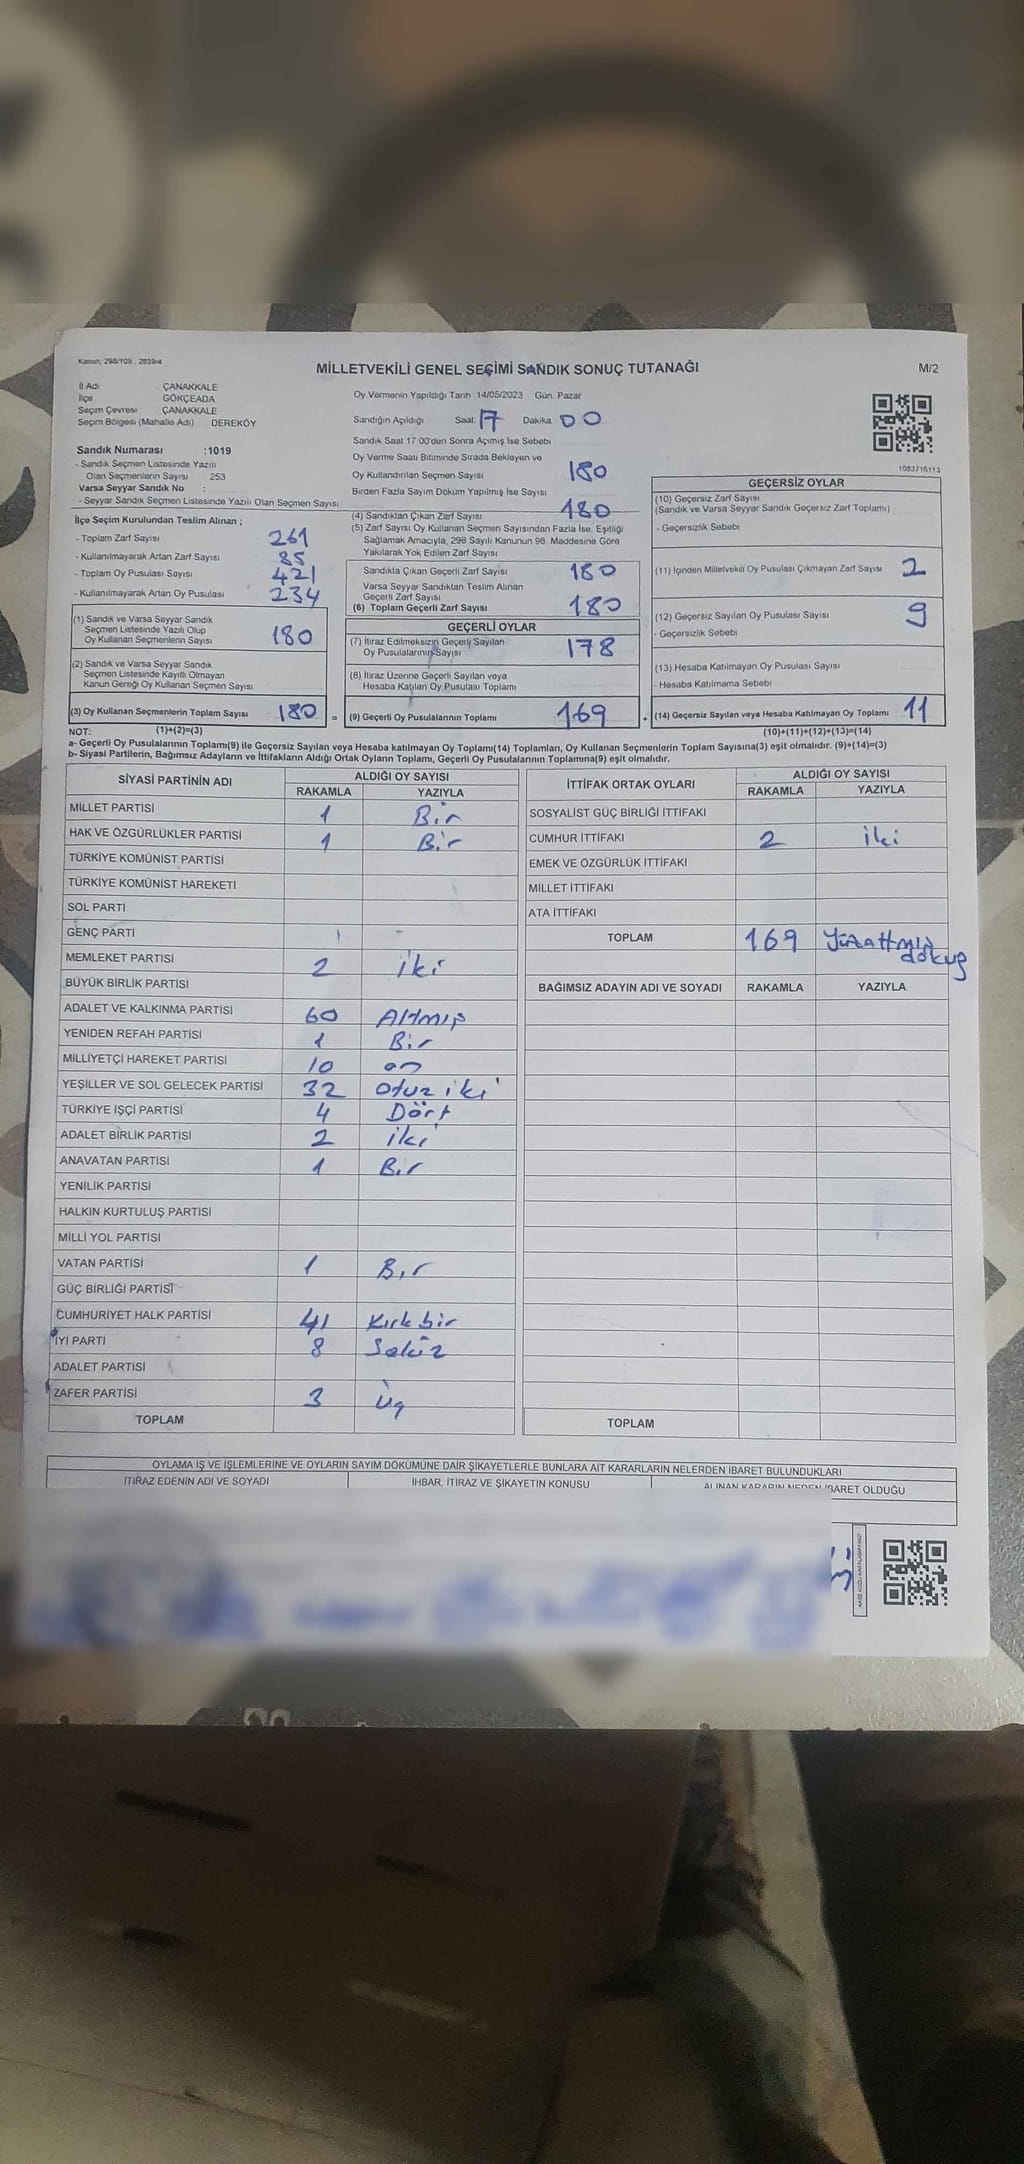 Kanun, 298/105
MİLLETVEKİLİ GENEL SEÇİMİ SANDIK SONUÇ TUTANAĞI
M/2
İl Adı : ÇANAKKALE
İlçe : GÖKÇEADA
Seçim Çevresi : ÇANAKKALE
Seçim Bölgesi (Mahalle Adı) DEREKÖY
Sandık Numarası :1019
- Sandık Seçmen Listesinde Yazılı
Olan Seçmenlerin Sayısı 253
Varsa Seyyar Sandık No :
- Seyyar Sandık Seçmen Listesinde Yazılı Olan Seçmen Sayısı
İlçe Seçim Kurulundan Teslim Alınan ;
- Toplam Zarf Sayısı 261
- Kullanılmayarak Artan Zarf Sayısı 85
- Toplam Oy Pusulası Sayısı 421
- Kullanılmayarak Artan Oy Pusulası 234
(1) Sandık ve Varsa Seyyar Sandık
Seçmen Listesinde Yazılı Olup
Oy Kullanan Seçmenlerin Sayısı 180
(2) Sandık ve Varsa Seyyar Sandık
Seçmen Listesinde Kayıtlı Olmayan
Kanun Gereği Oy Kullanan Seçmen Sayısı
(3) Oy Kullanan Seçmenlerin Toplam Sayısı 180 =
(1)+(2)=(3)
Oy Vermenin Yapıldığı Tarih 14/05/2023 Gün. Pazar
Sandığın Açıldığı Saat 17 Dakika 00
Sandık Saat 17 00'den Sonra Açımış İse Sebebi
Oy Verme Saati Bitiminde Sırada Bekleyen ve
Oy Kullandırılan Seçmen Sayısı 180
Birden Fazla Sayım Döküm Yapılmış İse Sayısı
(4) Sandıktan Çıkan Zarf Sayısı 180
(5) Zarf Sayısı Oy Kullanan Seçmen Sayısından Fazla İse, Eşitliği
Sağlamak Amacıyla, 298 Sayılı Kanunun 98. Maddesine Göre
Yakılarak Yok Edilen Zarf Sayısı
Sandıkta Çıkan Geçerli Zarf Sayısı 180
Varsa Seyyar Sandıktan Teslim Alınan
Geçerli Zarf Sayısı
(6) Toplam Geçerli Zarf Sayısı 180
GEÇERLİ OYLAR
(7) İtiraz Edilmeksizin Geçerli Sayılan
Oy Pusulalarının Sayısı 178
(8) İtiraz Üzerine Geçerli Sayılan veya
Hesaba Katılan Oy Pusulası Toplamı
(9) Geçerli Oy Pusulalarının Toplamı 169 +
1083716113
GEÇERSİZ OYLAR
(10) Geçersiz Zarf Sayısı
(Sandık ve Varsa Seyyar Sandık Geçersiz Zarf Toplamı)
- Geçersizlik Sebebi
(11) İçinden Milletvekili Oy Pusulası Çıkmayan Zarf Sayısı 2
(12) Geçersiz Sayılan Oy Pusulası Sayısı 9
- Geçersizlik Sebebi
(13) Hesaba Katılmayan Oy Pusulası Sayısı
- Hesaba Katılmama Sebebi
(14) Geçersiz Sayılan veya Hesaba Katılmayan Oy Toplamı 11
(10)+(11)+(12)+(13)=(14)
NOT:
a- Geçerli Oy Pusulalarının Toplamı(9) ile Geçersiz Sayılan veya Hesaba katılmayan Oy Toplamı(14) Toplamları, Oy Kullanan Seçmenlerin Toplam Sayısına(3) eşit olmalıdır. (9)+(14)=(3)
b- Siyasi Partilerin, Bağımsız Adayların ve İttifakların Aldığı Ortak Oyların Toplamı, Geçerli Oy Pusulalarının Toplamına(9) eşit olmalıdır.
SİYASİ PARTİNİN ADI ALDIĞI OY SAYISI
RAKAMLA YAZIYLA
MİLLET PARTİSİ 1 Bir
HAK VE ÖZGÜRLÜKLER PARTİSİ 1 Bir
TÜRKİYE KOMÜNİST PARTİSİ
TÜRKİYE KOMÜNİST HAREKETİ
SOL PARTİ
GENÇ PARTİ
MEMLEKET PARTİSİ 2 iki
BÜYÜK BİRLİK PARTİSİ
ADALET VE KALKINMA PARTİSİ 60 Altmış
YENİDEN REFAH PARTİSİ 1 Bir
MİLLİYETÇİ HAREKET PARTİSİ 10 on
YEŞİLLER VE SOL GELECEK PARTİSİ 32 otuz iki
TÜRKİYE İŞÇİ PARTİSİ 4 Dört
ADALET BİRLİK PARTİSİ 2 iki
ANAVATAN PARTİSİ 1 Bir
YENİLİK PARTİSİ
HALKIN KURTULUŞ PARTİSİ
MİLLİ YOL PARTİSİ
VATAN PARTİSİ 1 Bir
GÜÇ BİRLİĞİ PARTİSİ
CUMHURİYET HALK PARTİSİ 41 Kırkbir
İYİ PARTİ 8 Sekiz
ADALET PARTİSİ
ZAFER PARTİSİ 3 Üç
TOPLAM
İTTİFAK ORTAK OYLARI ALDIĞI OY SAYISI
RAKAMLA YAZIYLA
SOSYALİST GÜÇ BİRLİĞİ İTTİFAKI
CUMHUR İTTİFAKI 2 iki
EMEK VE ÖZGÜRLÜK İTTİFAKI
MİLLET İTTİFAKI
ATA İTTİFAKI
TOPLAM 169 Yüzaltmış
dokuz
BAĞIMSIZ ADAYIN ADI VE SOYADI RAKAMLA YAZIYLA
TOPLAM
OYLAMA İŞ VE İŞLEMLERİNE VE OYLARIN SAYIM DÖKÜMÜNE DAİR ŞİKAYETLERLE BUNLARA AİT KARARLARIN NELERDEN İBARET BULUNDUKLARI
İTİRAZ EDENİN ADI VE SOYADI İHBAR, İTİRAZ VE ŞİKAYETİN KONUSU ALINAN KARARIN NEDEN İBARET OLDUĞU